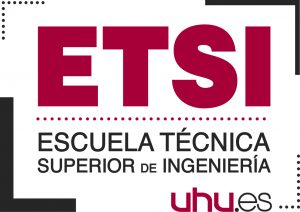 ETSI
ESCUELA TÉCNICA
SUPERIOR DE INGENIERÍA
uhu.es